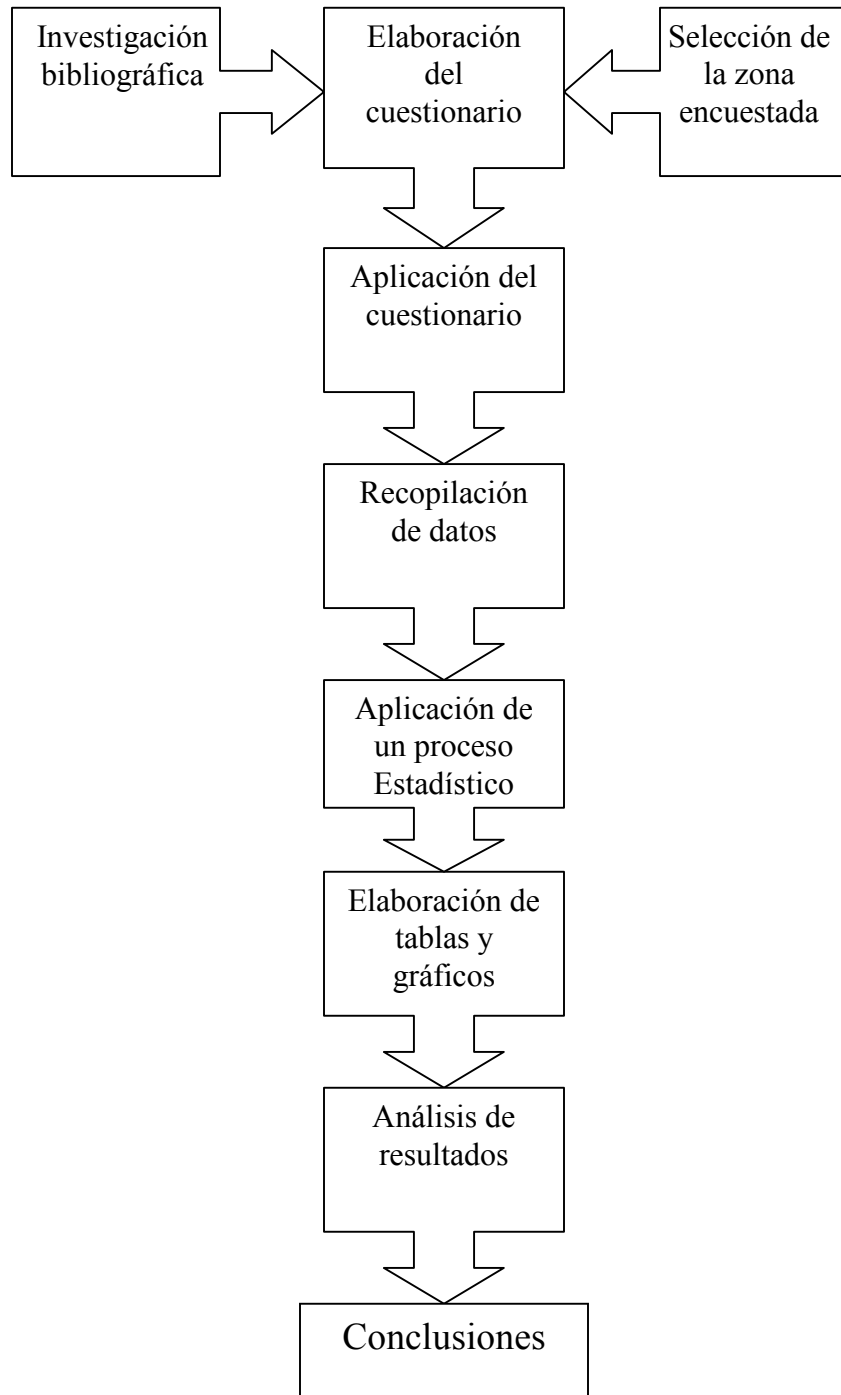 Investigación
bibliográfica
Elaboración
del
cuestionario
Selección de
la zona
encuestada
Aplicación del
cuestionario
Recopilación
de datos
Aplicación de
un proceso
Estadístico
Elaboración de
tablas y
gráficos
Análisis de
resultados
Conclusiones